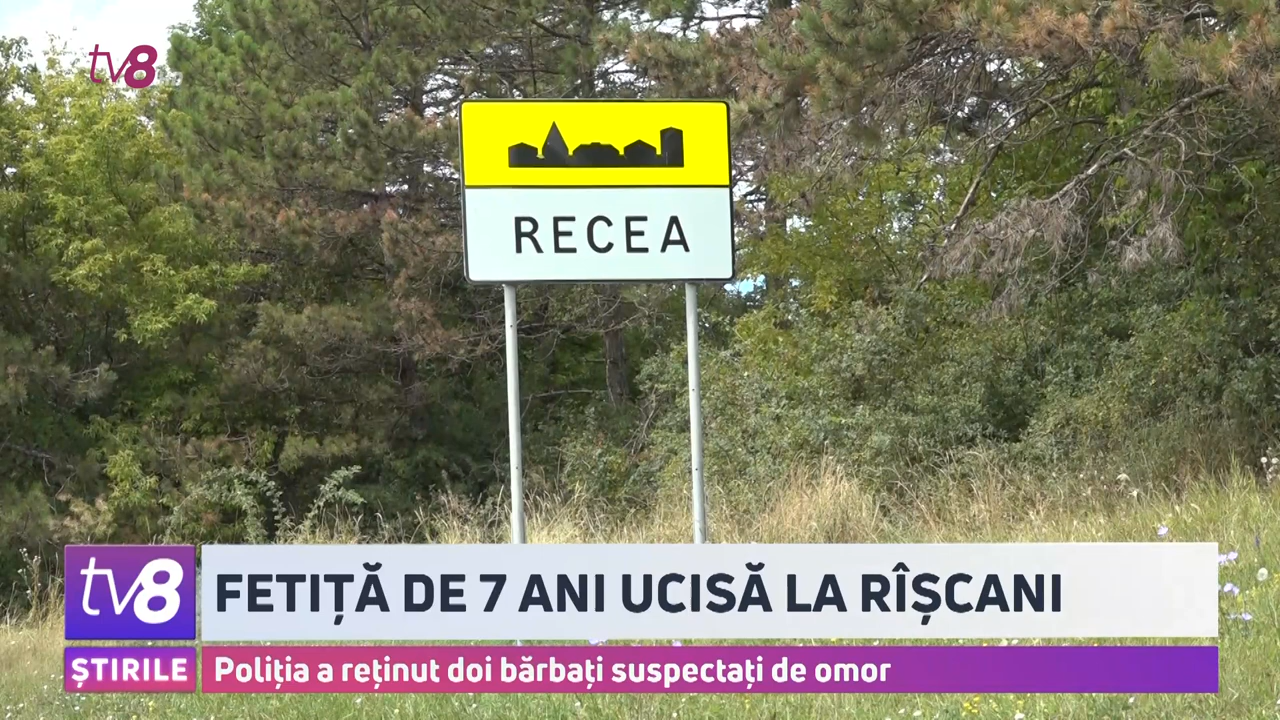 tv8
RECEA
tv8
FETIȚĂ DE 7 ANI UCISĂ LA RÎȘCANI
ȘTIRILE
Poliția a reținut doi bărbați suspectați de omor